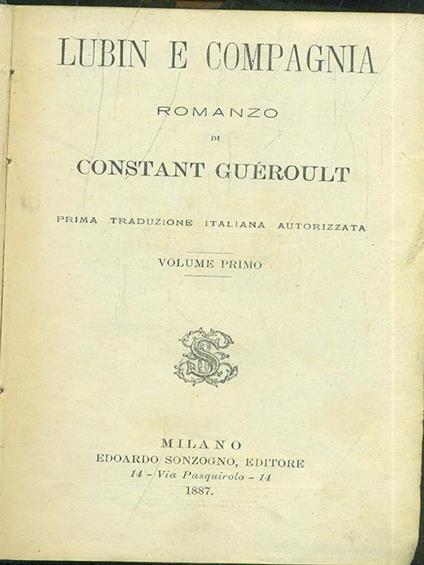 LUBIN E COMPAGNIA
ROMANZO
DI
CONSTANT GUÉROULT
PRIMA TRADUZIONE ITALIANA AUTORIZZATA
VOLUME PRIMO
MILANO
EDOARDO SONZOGNO, EDITORE
14 - Via Pasquirolo - 14
1887.